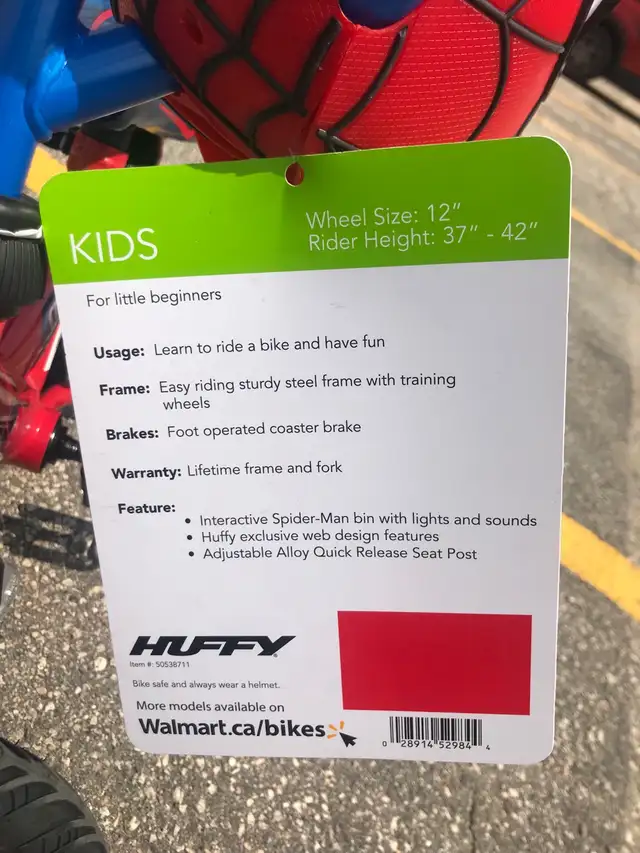 KIDS
Wheel Size: 12"
Rider Height: 37" - 42"
For little beginners
Usage: Learn to ride a bike and have fun
Frame: Easy riding sturdy steel frame with training
wheels
Brakes: Foot operated coaster brake
Warranty: Lifetime frame and fork
Feature:
• Interactive Spider-Man bin with lights and sounds
• Huffy exclusive web design features
• Adjustable Alloy Quick Release Seat Post
HUFFY
Item #: 50538711
Bike safe and always wear a helmet.
More models available on
Walmart.ca/bikes
0 28914 52984 4